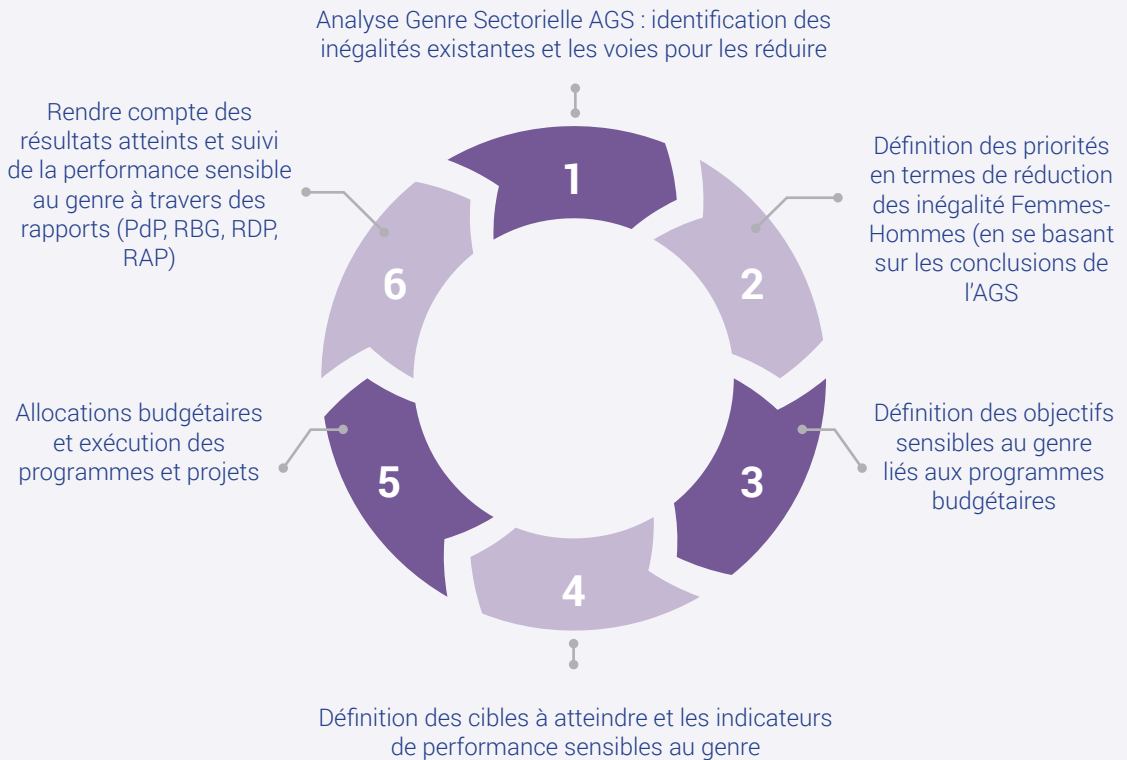 Analyse Genre Sectorielle AGS : identification des
inégalités existantes et les voies pour les réduire
1
Définition des priorités
en termes de réduction
des inégalité Femmes-
Hommes (en se basant
sur les conclusions de
l'AGS
2
Définition des objectifs
sensibles au genre
liés aux programmes
budgétaires
3
Définition des cibles à atteindre et les indicateurs
de performance sensibles au genre
4
Allocations budgétaires
et exécution des
programmes et projets
5
Rendre compte des
résultats atteints et suivi
de la performance sensible
au genre à travers des
rapports (PdP, RBG, RDP,
RAP)
6